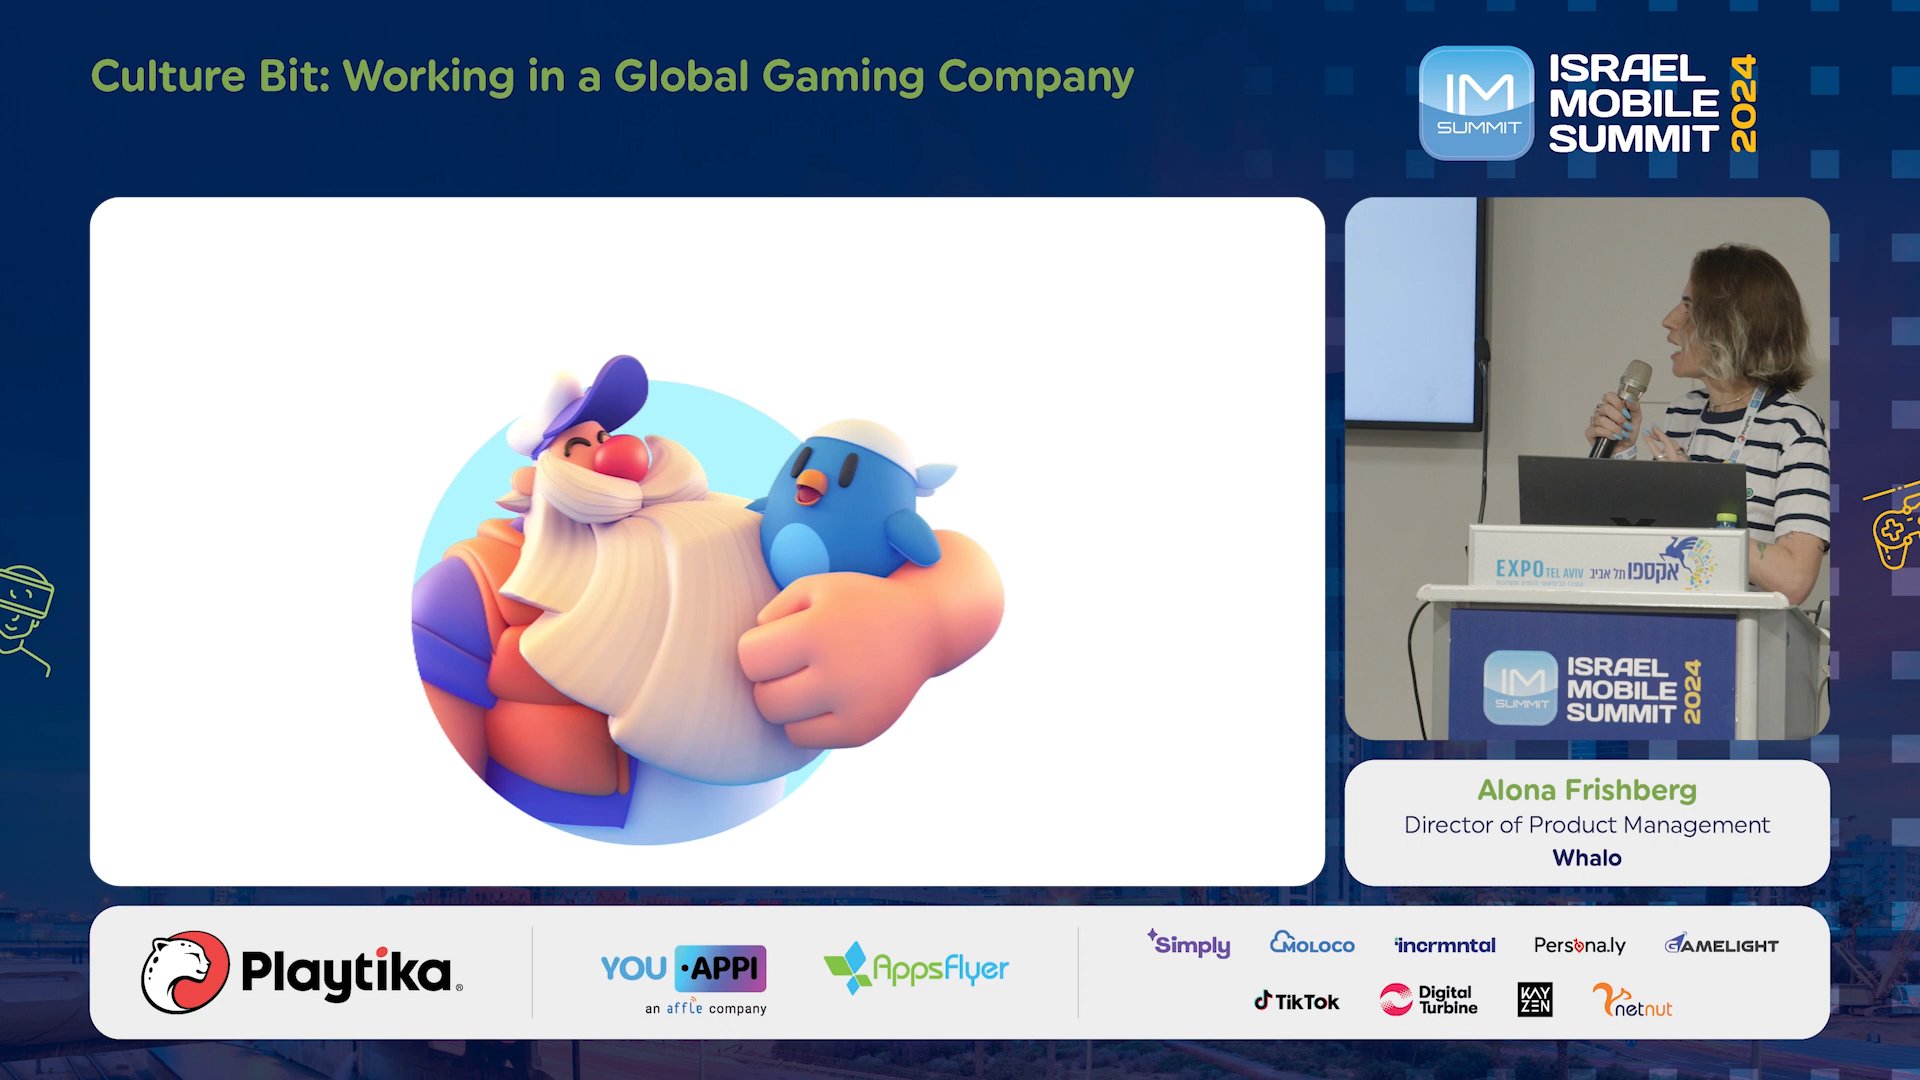 Culture Bit: Working in a Global Gaming Company
IM
SUMMIT
ISRAEL
MOBILE
SUMMIT
2024
EXPO TEL AVIV אקספו תל אביב
IM
SUMMIT
ISRAEL
MOBILE
SUMMIT
2024
Alona Frishberg
Director of Product Management
Whalo
Playtika®
YOU·APPI
an affle company
AppsFlyer
Simply
MOLOCO
incrmntal
Persona.ly
GAMELIGHT
TikTok
Digital
Turbine
KAY
ZEN
netnut